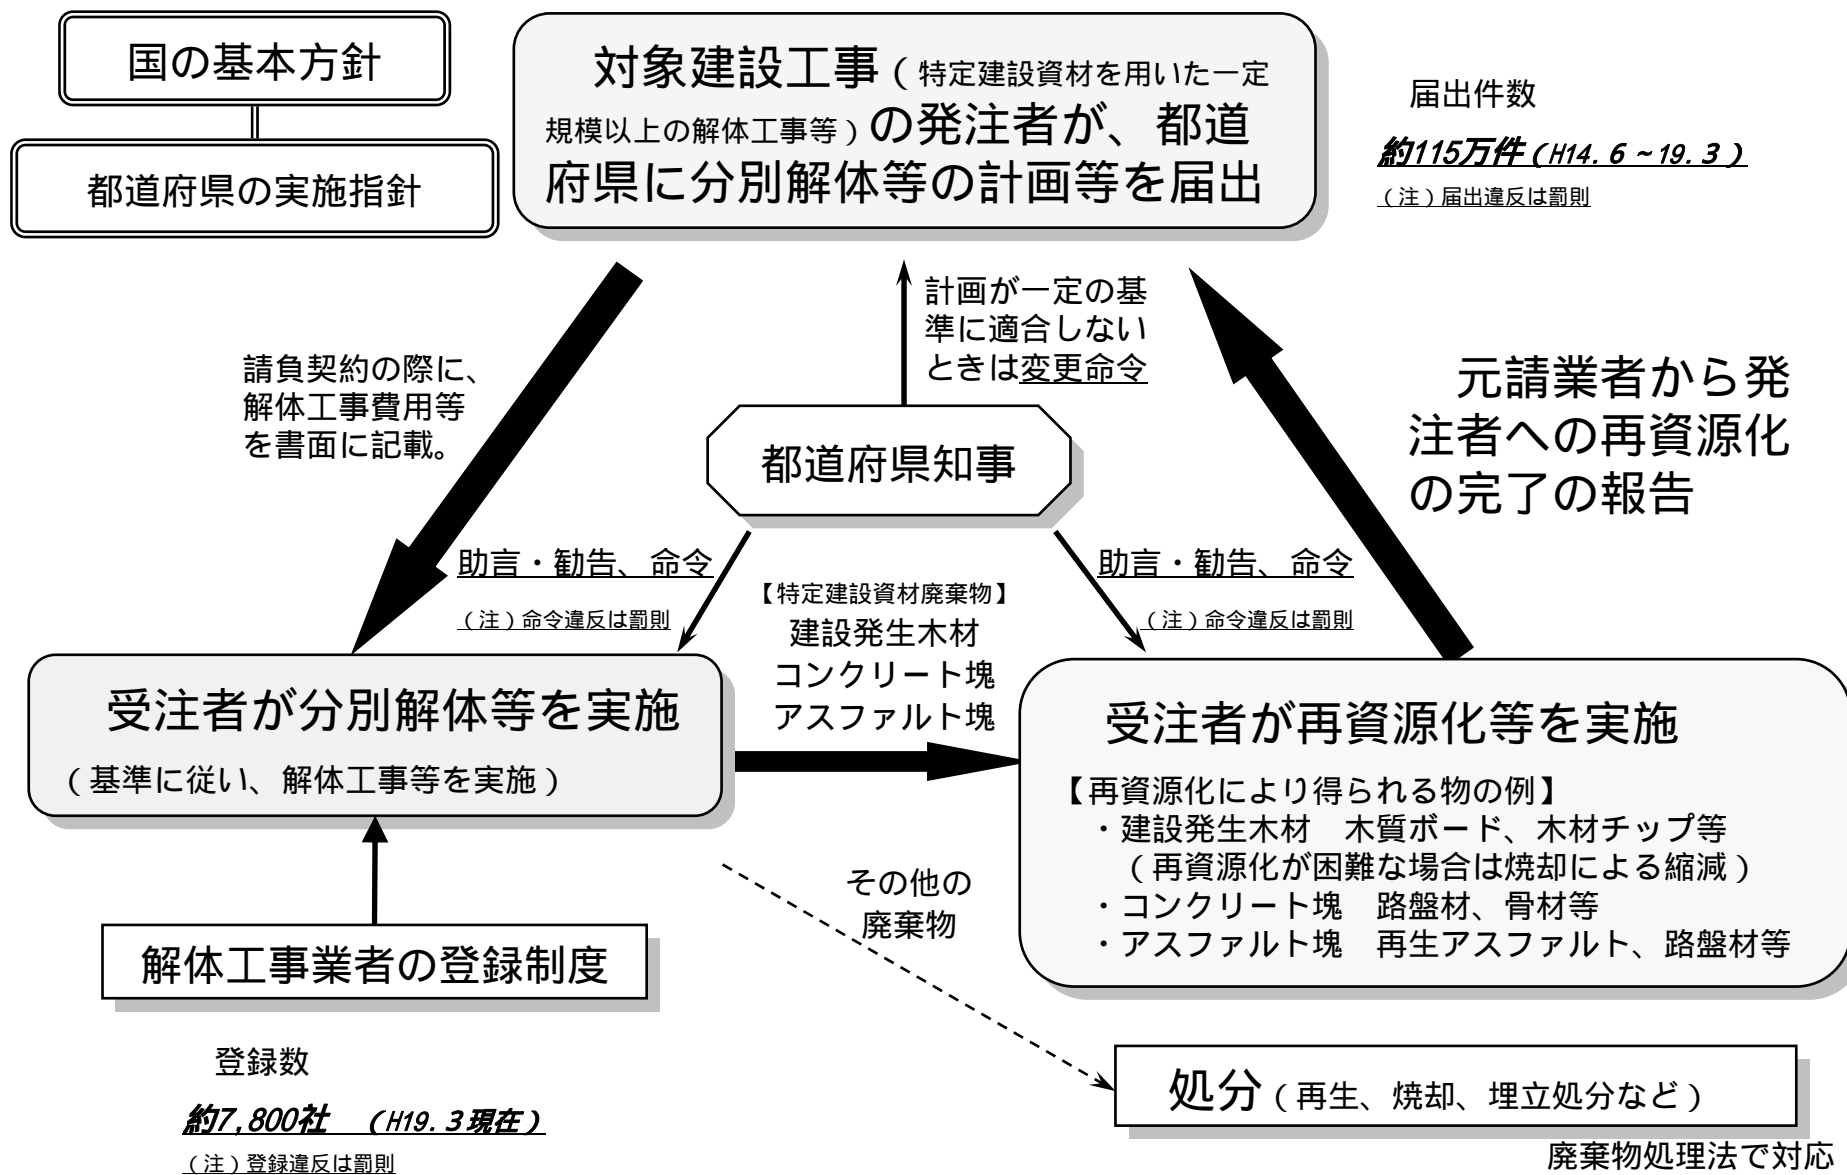 国の基本方針
都道府県の実施指針
対象建設工事（特定建設資材を用いた一定
規模以上の解体工事等）の発注者が、都道
府県に分別解体等の計画等を届出
届出件数
約115万件（H14.６～19.３）
（注）届出違反は罰則
計画が一定の基
準に適合しない
ときは変更命令
請負契約の際に、
解体工事費用等
を書面に記載。
元請業者から発
注者への再資源化
の完了の報告
都道府県知事
助言・勧告、命令
（注）命令違反は罰則
助言・勧告、命令
（注）命令違反は罰則
【特定建設資材廃棄物】
建設発生木材
コンクリート塊
アスファルト塊
受注者が分別解体等を実施
（基準に従い、解体工事等を実施）
受注者が再資源化等を実施
【再資源化により得られる物の例】
・建設発生木材　木質ボード、木材チップ等
（再資源化が困難な場合は焼却による縮減）
・コンクリート塊　路盤材、骨材等
・アスファルト塊　再生アスファルト、路盤材等
その他の
廃棄物
解体工事業者の登録制度
登録数
約7,800社　（H19.３現在）
（注）登録違反は罰則
処分（再生、焼却、埋立処分など）
廃棄物処理法で対応